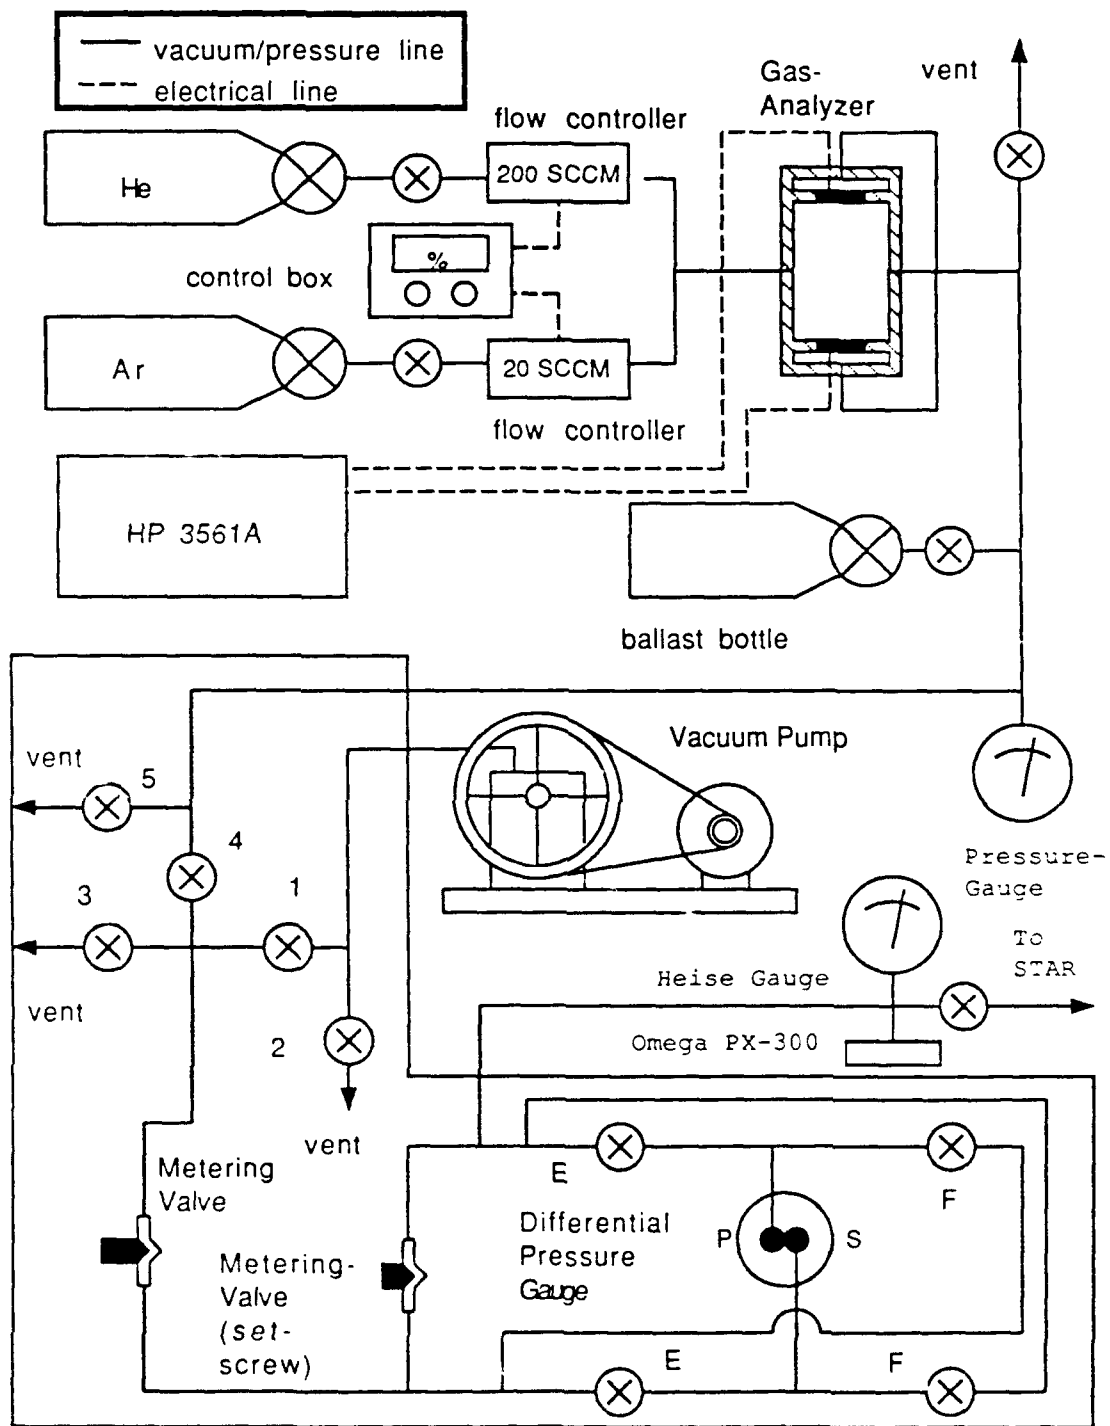 vacuum/pressure line
electrical line
Gas-
Analyzer
vent
flow controller
He
200 SCCM
%
control box
Ar
20 SCCM
flow controller
HP 3561A
ballast bottle
Vacuum Pump
vent
5
4
3
1
vent
2
vent
Pressure-
Gauge
To
STAR
Heise Gauge
Omega PX-300
Metering
Valve
Metering-
Valve
(set-
screw)
E
F
Differential
Pressure
Gauge
P
S
E
F